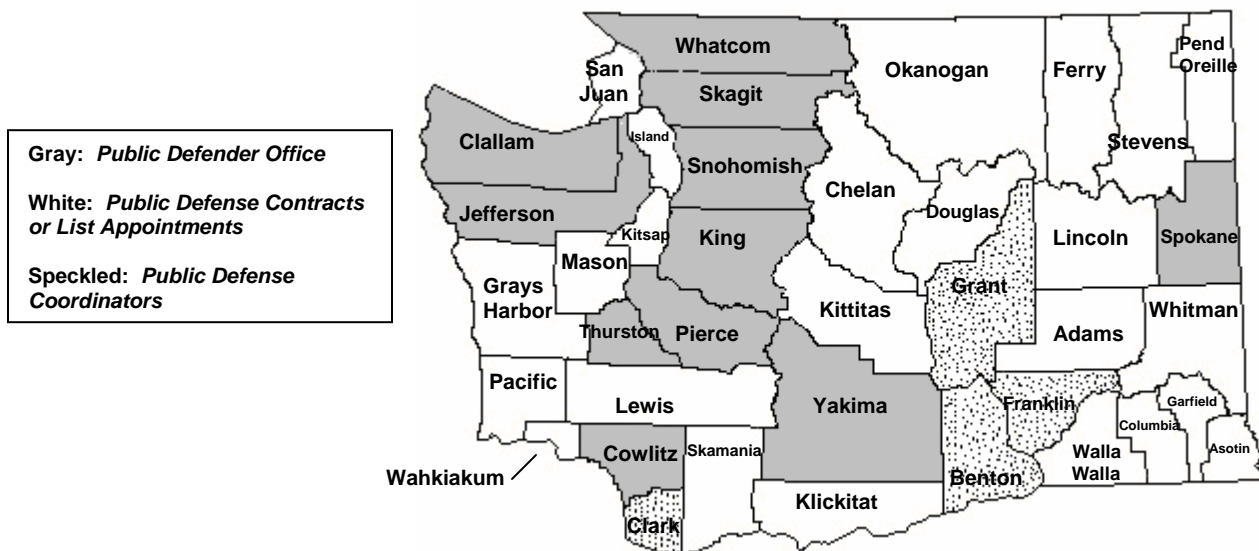 Gray: Public Defender Office
White: Public Defense Contracts
or List Appointments
Speckled: Public Defense
Coordinators
Whatcom
San
Juan
Skagit
Okanogan
Ferry
Pend
Oreille
Stevens
Clallam
Island
Snohomish
Chelan
Douglas
Jefferson
Kitsap
King
Lincoln
Spokane
Mason
Grays
Harbor
Grant
Kittitas
Whitman
Thurston
Pierce
Adams
Pacific
Lewis
Yakima
Franklin
Garfield
Columbia
Asotin
Walla
Walla
Wahkiakum
Cowlitz
Skamania
Benton
Klickitat
Clark